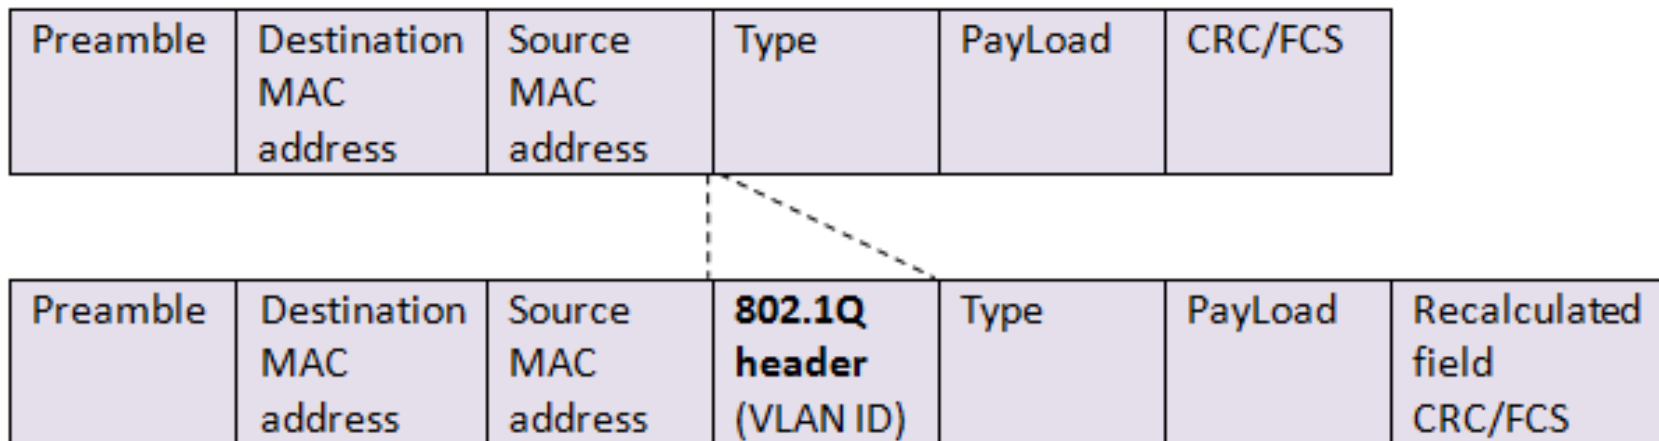 Preamble
Destination
MAC
address
Source
MAC
address
Type
PayLoad
CRC/FCS
Preamble
Destination
MAC
address
Source
MAC
address
802.1Q
header
(VLAN ID)
Type
PayLoad
Recalculated
field
CRC/FCS